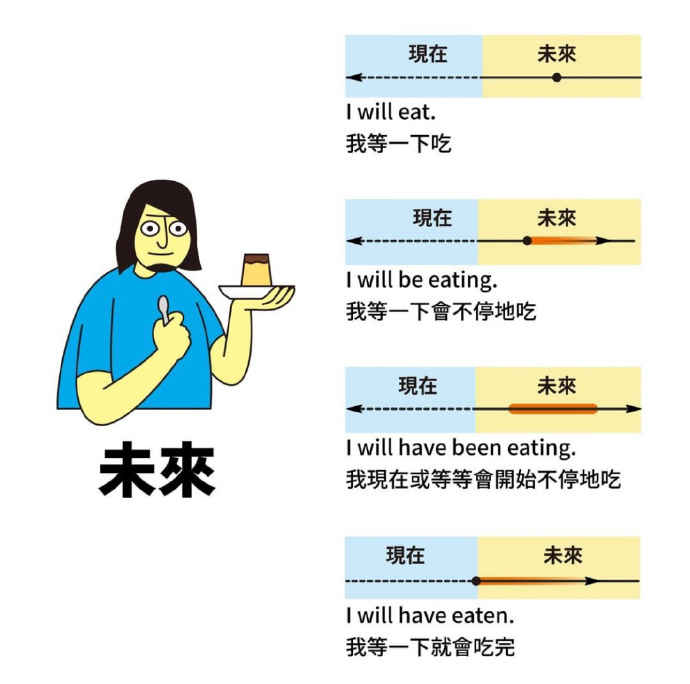 現在 未來
I will eat.
我等一下吃
現在 未來
I will be eating.
我等一下會不停地吃
現在 未來
I will have been eating.
我現在或等等會開始不停地吃
現在 未來
I will have eaten.
我等一下就會吃完
未來